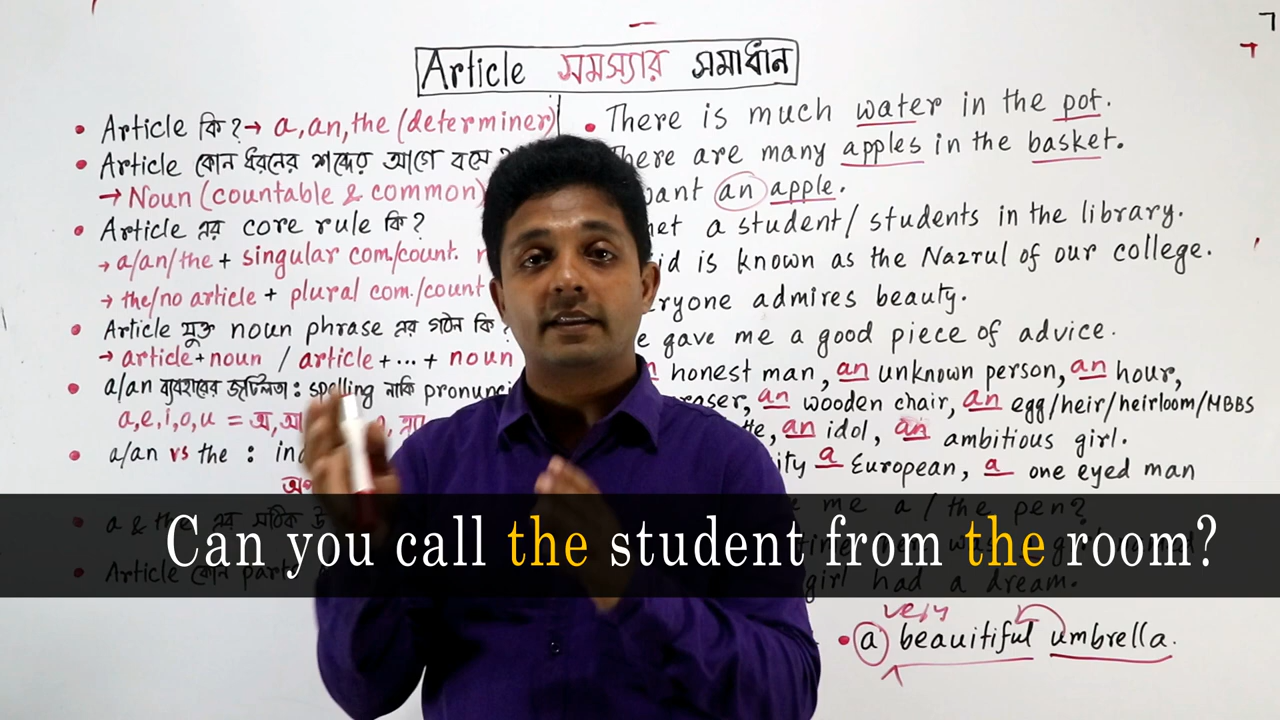 Article সমস্যার সমাধান
• Article কি? → a, an, the (determiner)
• Article কোন ধরনের শব্দের আগে বসে ?
→ Noun (countable & common)
• Article এর core rule কি ?
→ a/an/the + singular com./count.
→ the/no article + plural com./count
• Article যুক্ত noun phrase এর গঠন কি ?
→ article + noun / article + ... + noun
• a/an ব্যবহারের জটিলতা : spelling নাকি
a, e, i, o, u = অ,
• a/an vs the :
• a & the এর সঠিক
• Article কোন
• There is much water in the pot.
There are many apples in the basket.
want an apple.
met a student/ students in the library.
is known as the Nazrul of our college.
admires beauty.
gave me a good piece of advice.
honest man, an unknown person, an hour,
an wooden chair, an egg/heir/heirloom/MBBS
an idol, an ambitious girl.
a European, a one eyed man
me a / the pen?
girl had a dream.
very
• a beauitiful umbrella.
Can you call the student from the room?